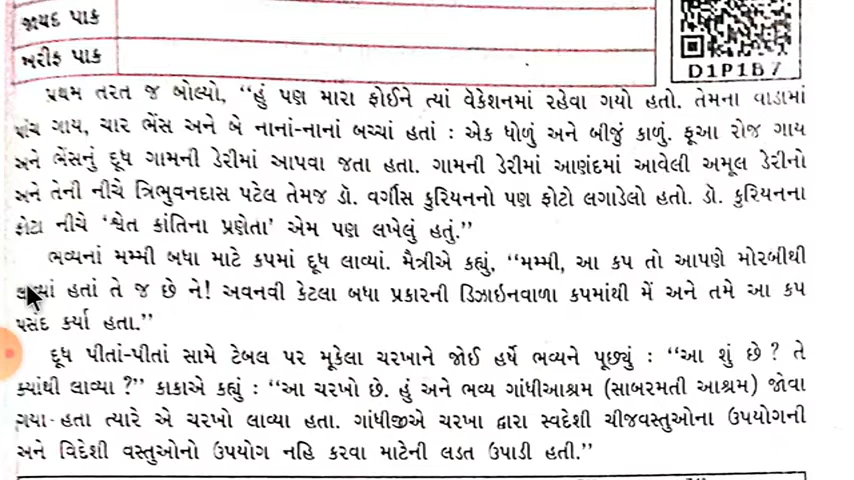 જાયદ પાક
ખરીફ પાક
D1P1B7
પ્રથમ તરત જ બોલ્યો, “હું પણ મારા ફોઈને ત્યાં વેકેશનમાં રહેવા ગયો હતો. તેમના વાડામાં
પાંચ ગાય, ચાર ભેંસ અને બે નાનાં-નાનાં બચ્ચાં હતાં : એક ધોળું અને બીજું કાળું. ફૂઆ રોજ ગાય
અને ભેંસનું દૂધ ગામની ડેરીમાં આપવા જતા હતા. ગામની ડેરીમાં આણંદમાં આવેલી અમૂલ ડેરીનો
અને તેની નીચે ત્રિભુવનદાસ પટેલ તેમજ ડૉ. વર્ગીસ કુરિયનનો પણ ફોટો લગાડેલો હતો. ડૉ. કુરિયનના
ફોટા નીચે ‘શ્વેત ક્રાંતિના પ્રણેતા’ એમ પણ લખેલું હતું.”
ભવ્યનાં મમ્મી બધા માટે કપમાં દૂધ લાવ્યાં. મૈત્રીએ કહ્યું, “મમ્મી, આ કપ તો આપણે મોરબીથી
લાવ્યાં હતાં તે જ છે ને! અવનવી કેટલા બધા પ્રકારની ડિઝાઇનવાળા કપમાંથી મેં અને તમે આ કપ
પસંદ કર્યા હતા.”
દૂધ પીતાં-પીતાં સામે ટેબલ પર મૂકેલા ચરખાને જોઈ હર્ષે ભવ્યને પૂછ્યું : “આ શું છે ? તે
ક્યાંથી લાવ્યા ?” કાકાએ કહ્યું : “આ ચરખો છે. હું અને ભવ્ય ગાંધીઆશ્રમ (સાબરમતી આશ્રમ) જોવા
ગયા હતા ત્યારે એ ચરખો લાવ્યા હતા. ગાંધીજીએ ચરખા દ્વારા સ્વદેશી ચીજવસ્તુઓના ઉપયોગની
અને વિદેશી વસ્તુઓનો ઉપયોગ નહિ કરવા માટેની લડત ઉપાડી હતી.”